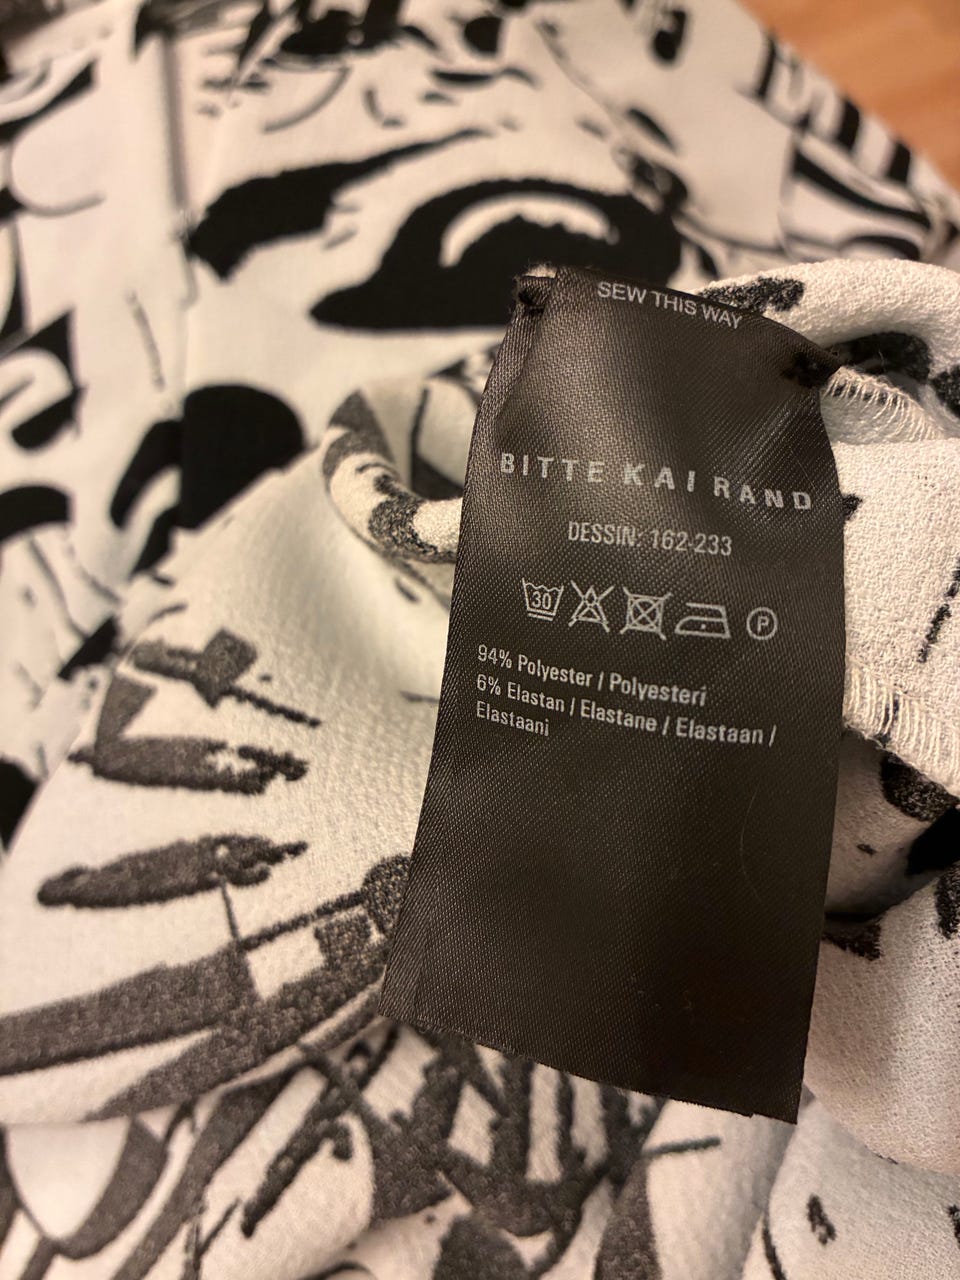 SEW THIS WAY
BITTE KAI RAND
DESSIN: 162-233
30 P
94% Polyester / Polyesteri
6% Elastan / Elastane / Elastaan /
Elastaani